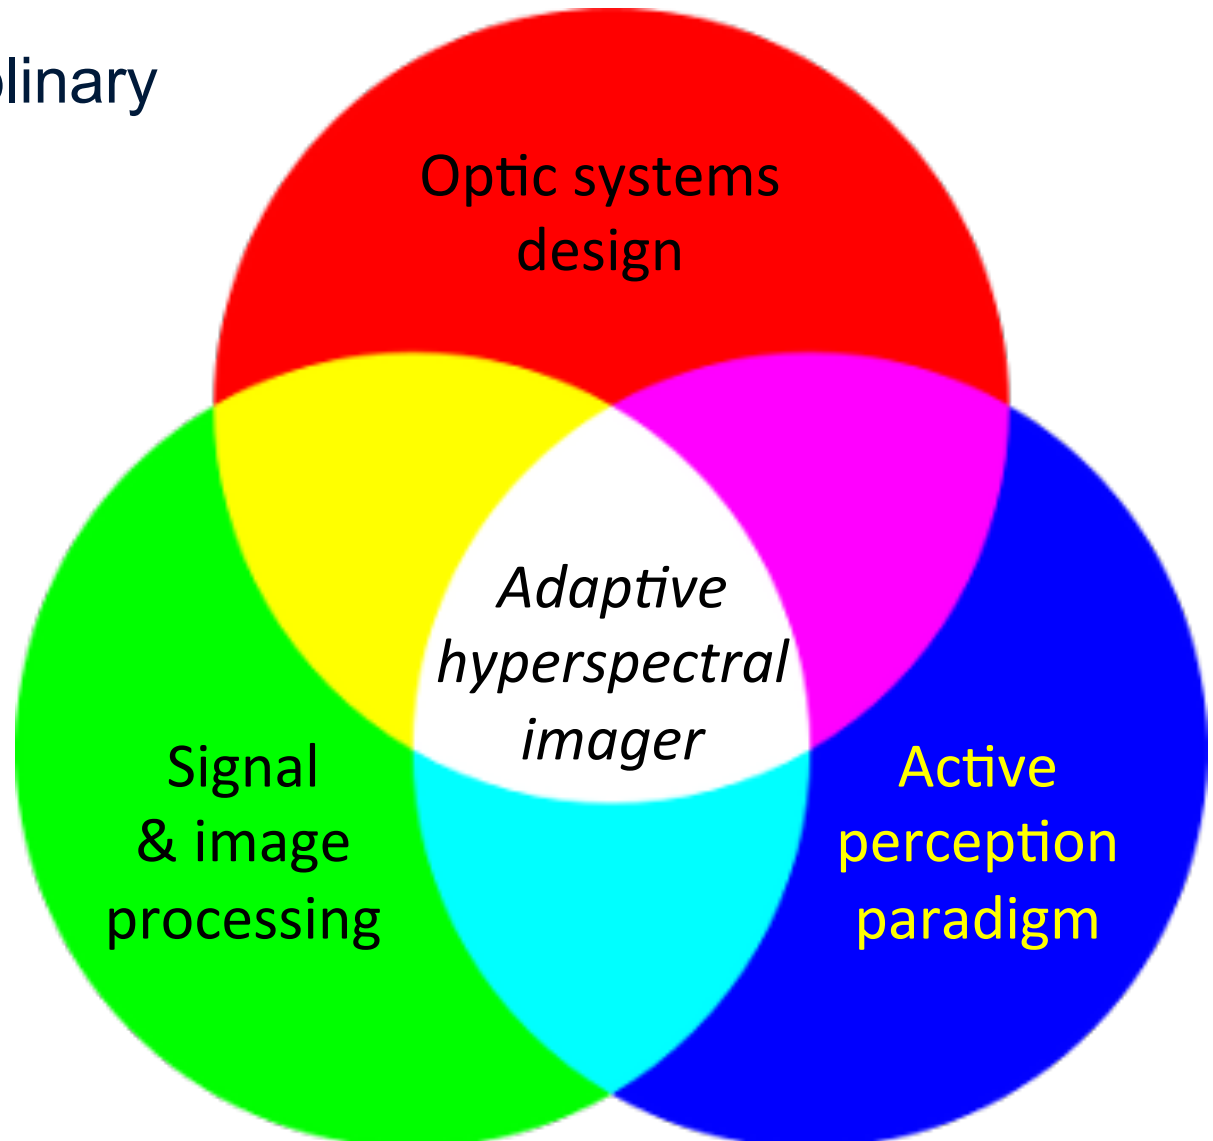 plinary
Optic systems
design
Adaptive
hyperspectral
imager
Signal
& image
processing
Active
perception
paradigm